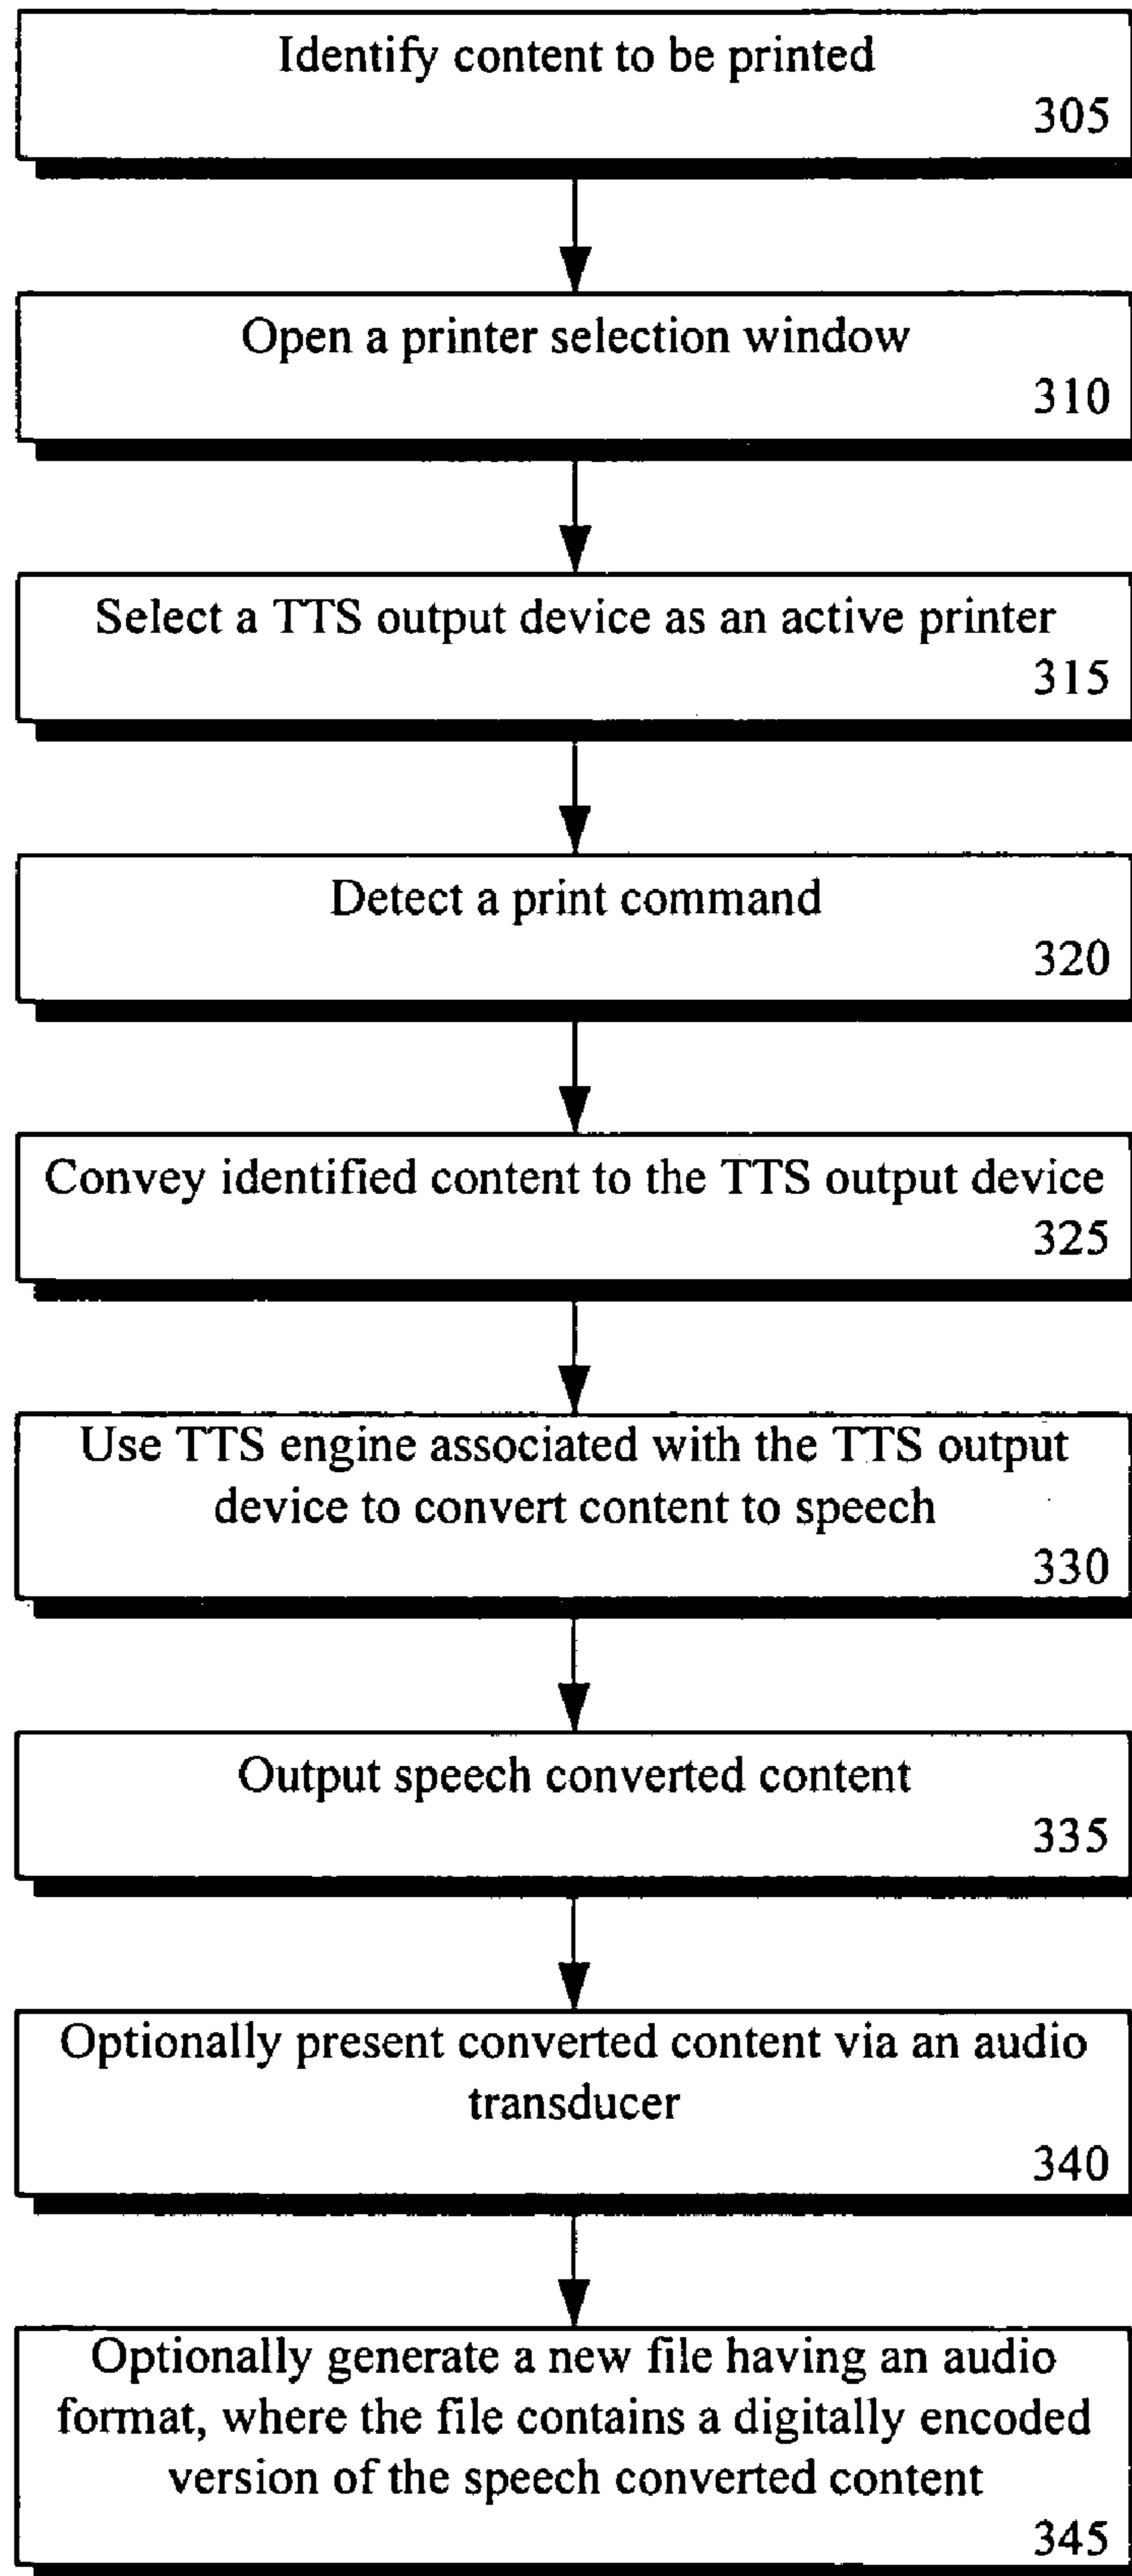 Identify content to be printed
305
Open a printer selection window
310
Select a TTS output device as an active printer
315
Detect a print command
320
Convey identified content to the TTS output device
325
Use TTS engine associated with the TTS output
device to convert content to speech
330
Output speech converted content
335
Optionally present converted content via an audio
transducer
340
Optionally generate a new file having an audio
format, where the file contains a digitally encoded
version of the speech converted content
345